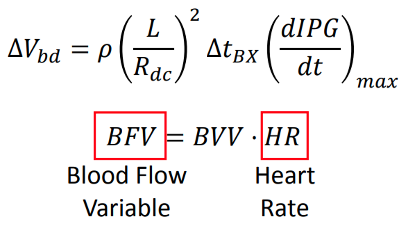 ΔV_bd = ρ (L / R_dc)² Δt_BX (dIPG / dt)_max
BFV = BVV · HR
Blood Flow Heart
Variable Rate